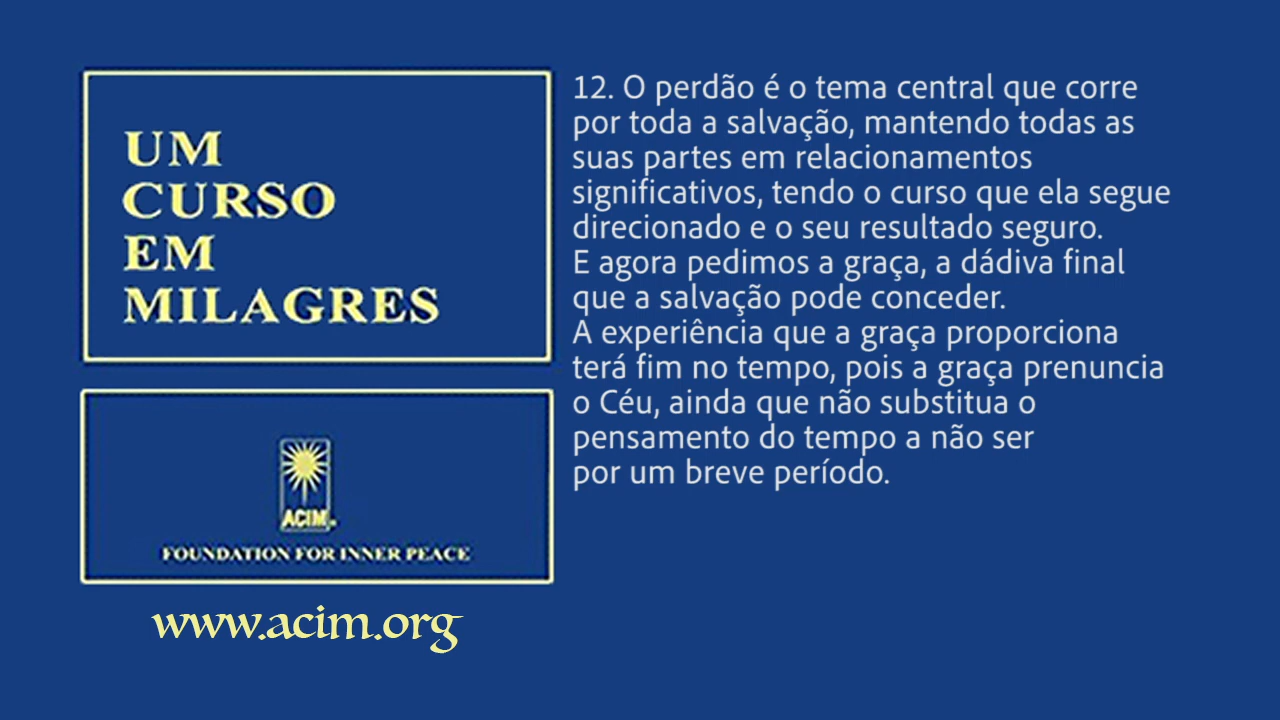 UM
CURSO
EM
MILAGRES
ACIM®
FOUNDATION FOR INNER PEACE
www.acim.org
12. O perdão é o tema central que corre
por toda a salvação, mantendo todas as
suas partes em relacionamentos
significativos, tendo o curso que ela segue
direcionado e o seu resultado seguro.
E agora pedimos a graça, a dádiva final
que a salvação pode conceder.
A experiência que a graça proporciona
terá fim no tempo, pois a graça prenuncia
o Céu, ainda que não substitua o
pensamento do tempo a não ser
por um breve período.